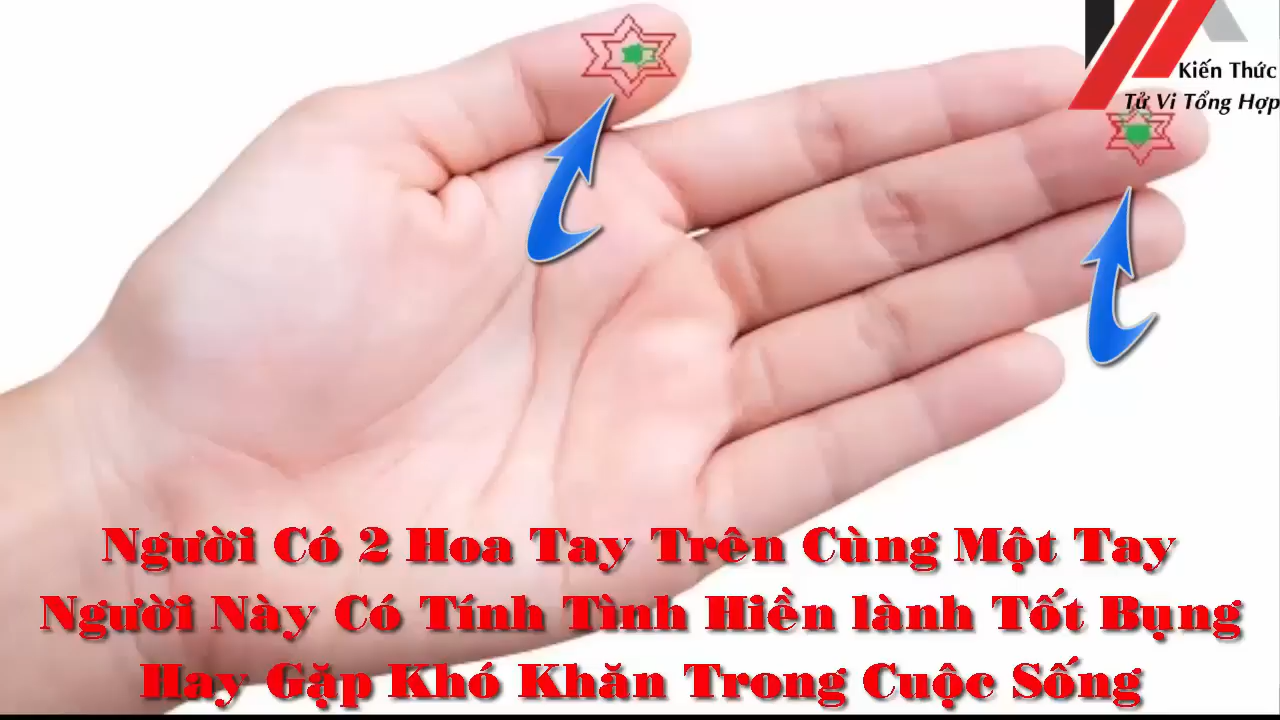 Kiến Thức
Tử Vi Tổng Hợp
Người Có 2 Hoa Tay Trên Cùng Một Tay
Người Này Có Tính Tình Hiền lành Tốt Bụng
Hay Gặp Khó Khăn Trong Cuộc Sống